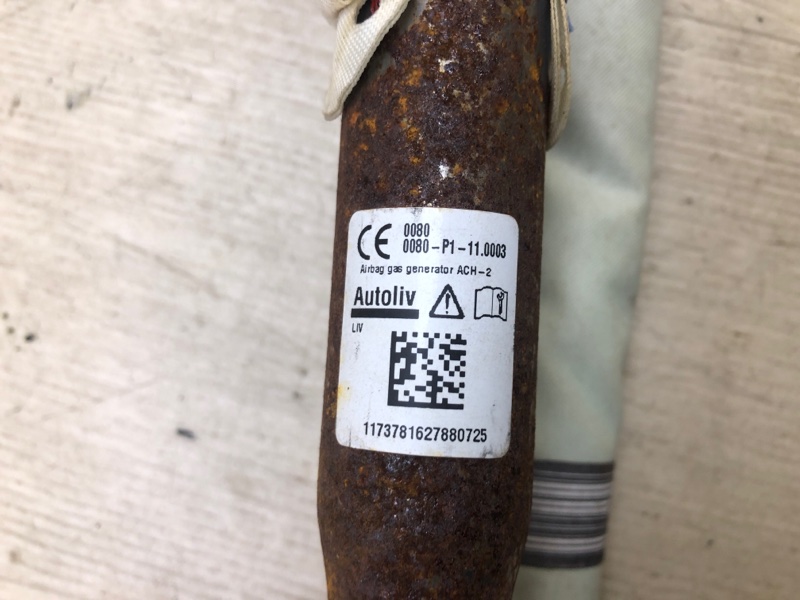 CE 0080
0080-P1-11.0003
Airbag gas generator ACH-2
Autoliv
LIV
1173781627880725